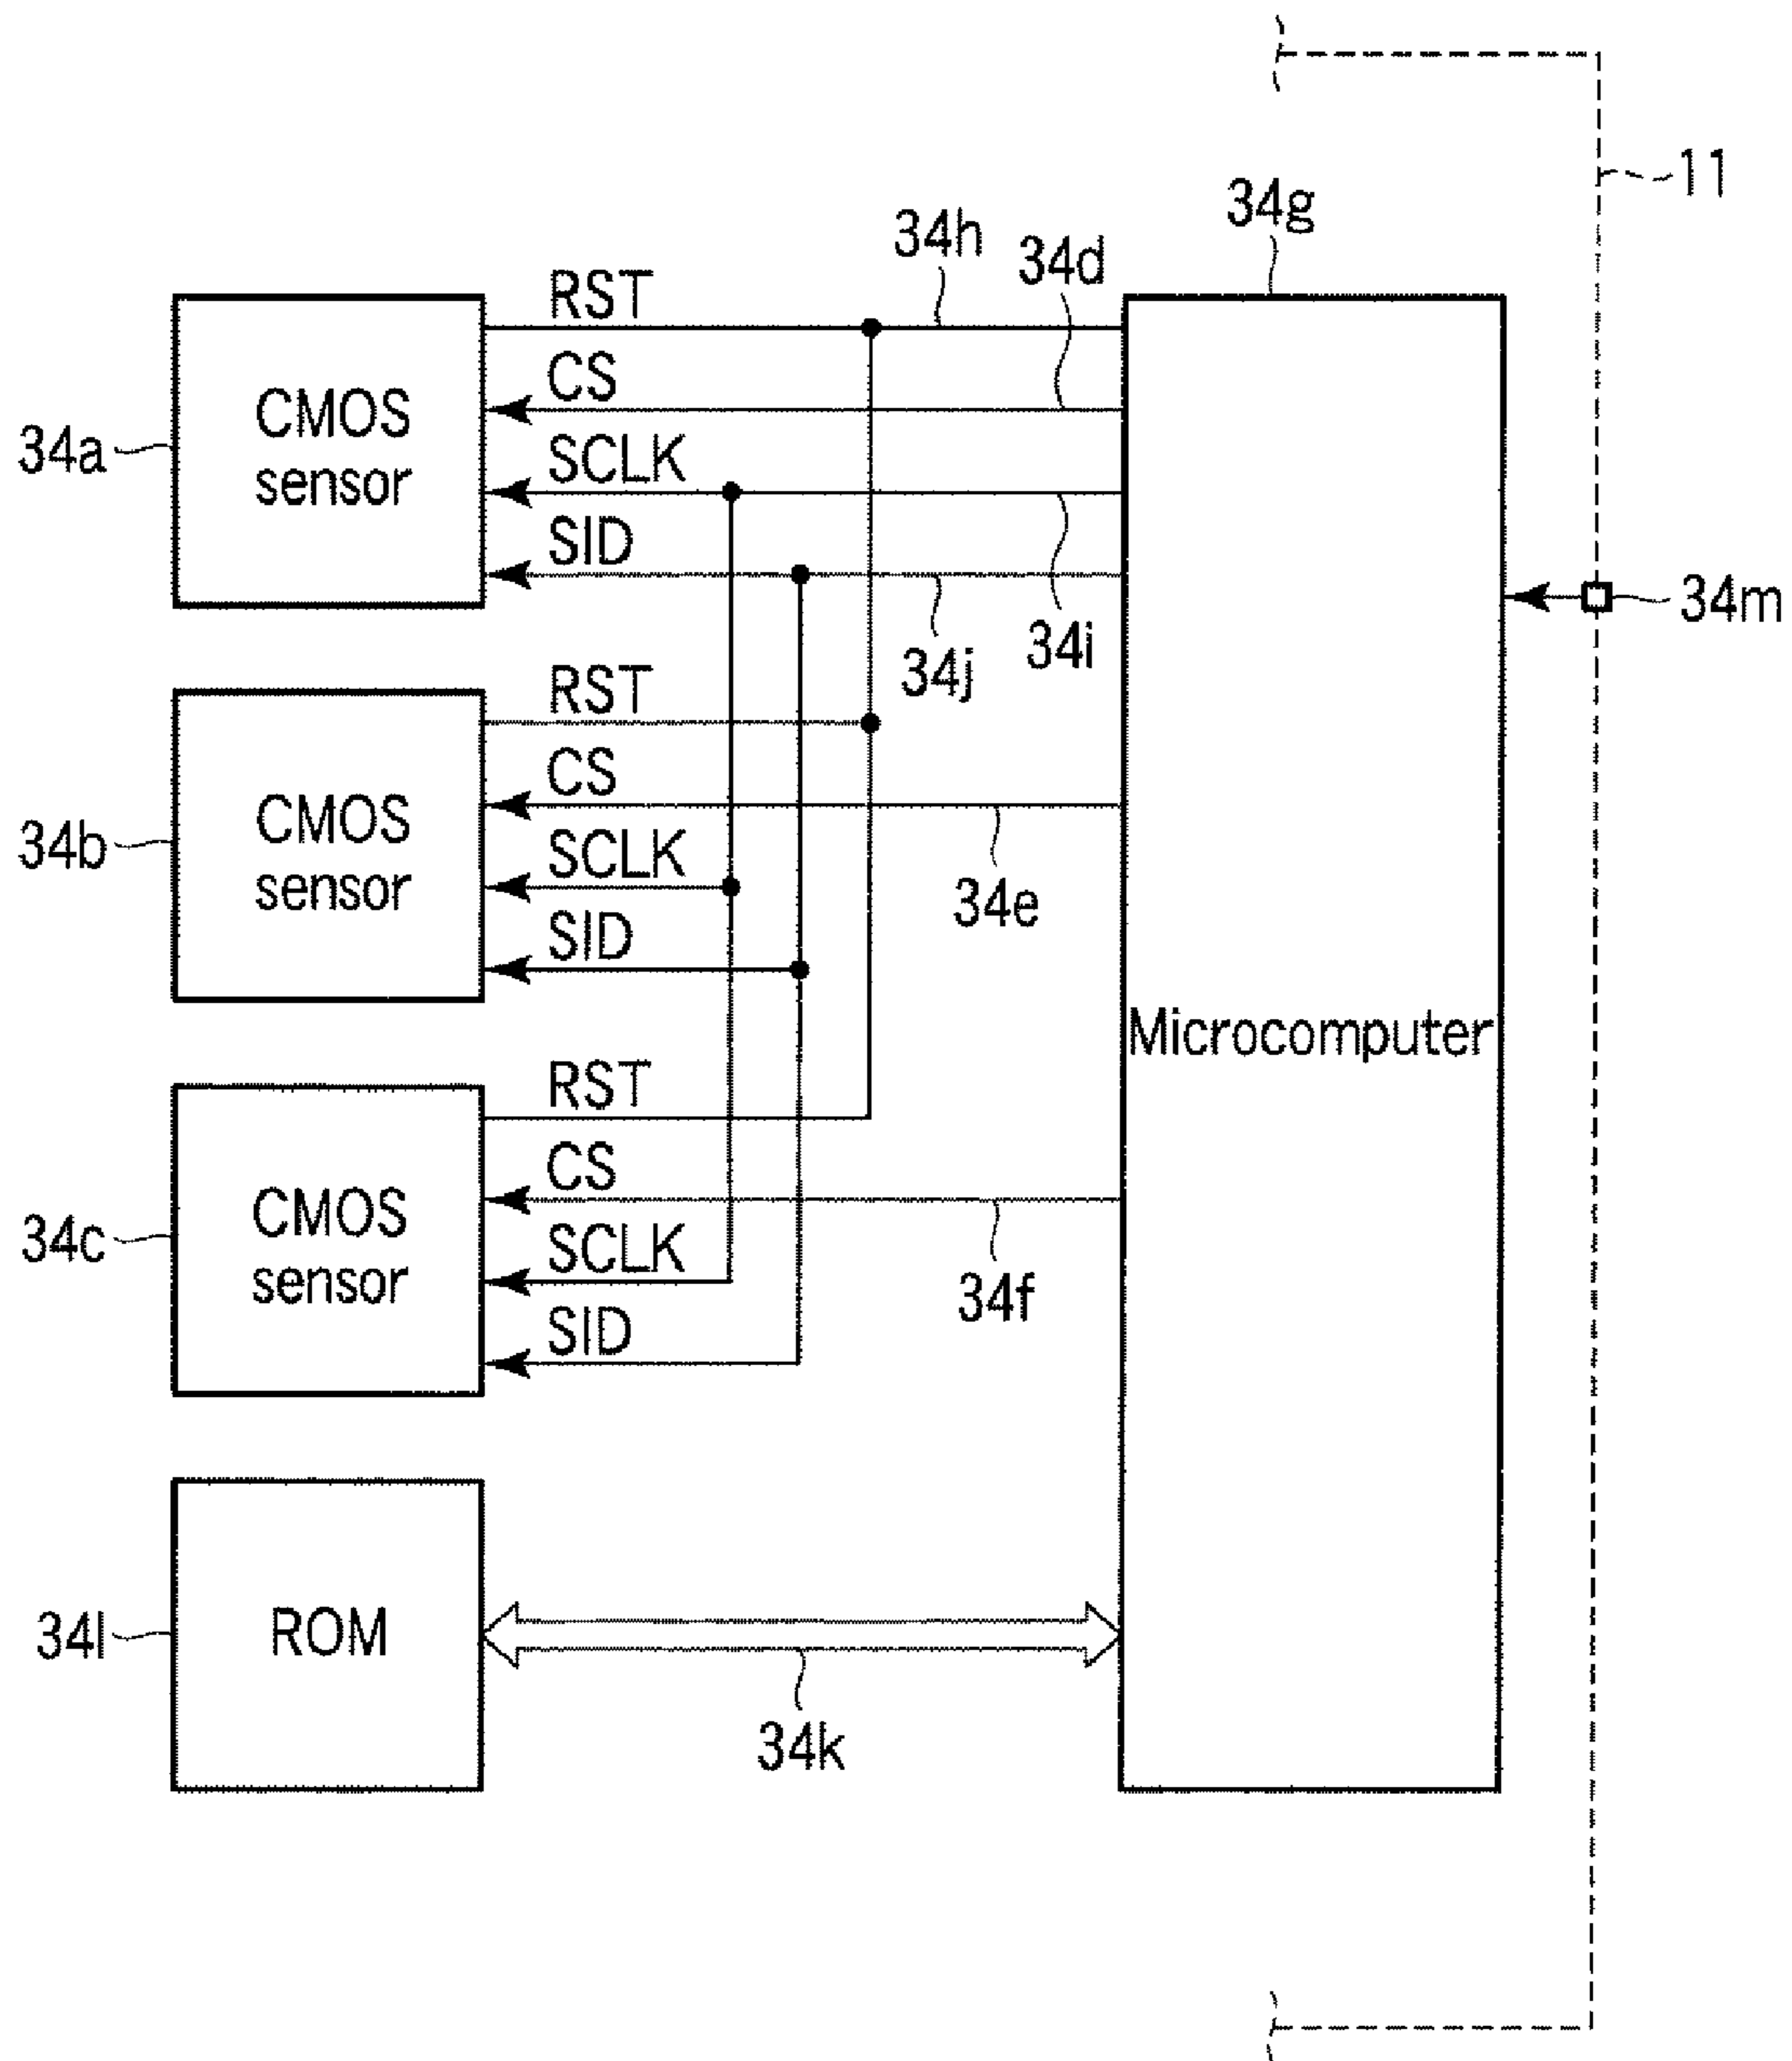 11
34g
34h
34d
RST
CS
CMOS
sensor
34a
SCLK
SID
34m
34i
34j
RST
CS
CMOS
sensor
34b
SCLK
34e
SID
Microcomputer
RST
CS
CMOS
sensor
34c
SCLK
34f
SID
ROM
34l
34k